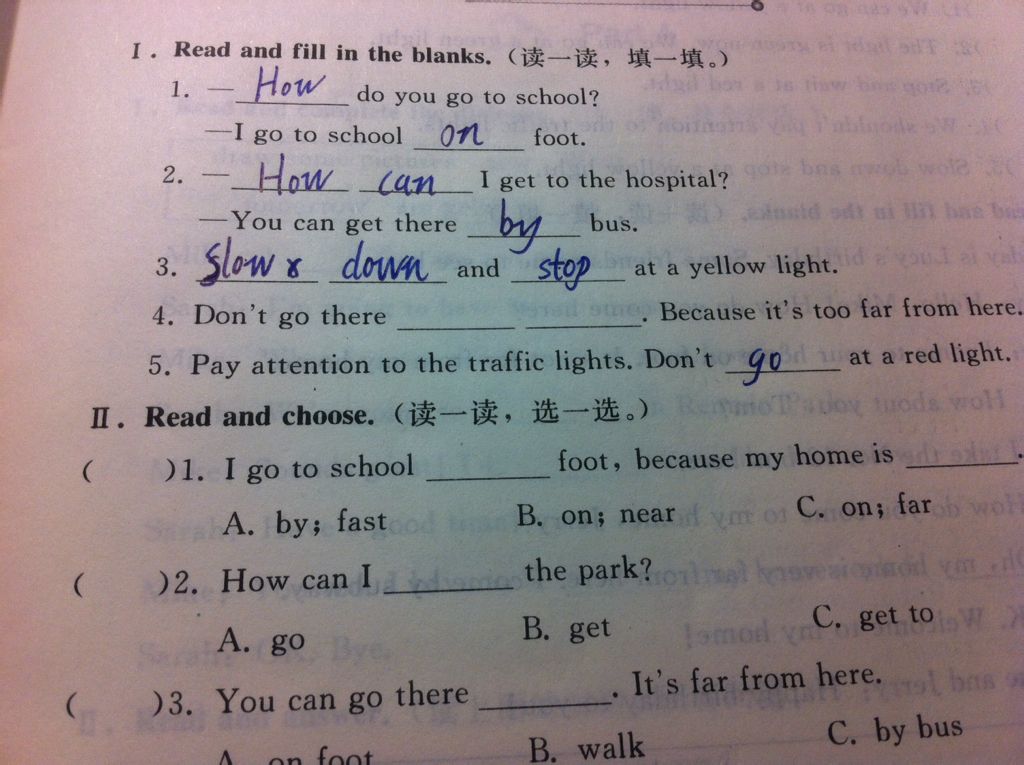 I. Read and fill in the blanks.(读一读,填一填。)
1. — How do you go to school?
—I go to school on foot.
2. — How can I get to the hospital?
—You can get there by bus.
3. Slow down and stop at a yellow light.
4. Don't go there ______ ______. Because it's too far from here.
5. Pay attention to the traffic lights. Don't go at a red light.
II. Read and choose.(读一读,选一选。)
( )1. I go to school ______ foot, because my home is ______.
A. by; fast B. on; near C. on; far
( )2. How can I ______ the park?
A. go B. get C. get to
( )3. You can go there ______. It's far from here.
A. on foot B. walk C. by bus